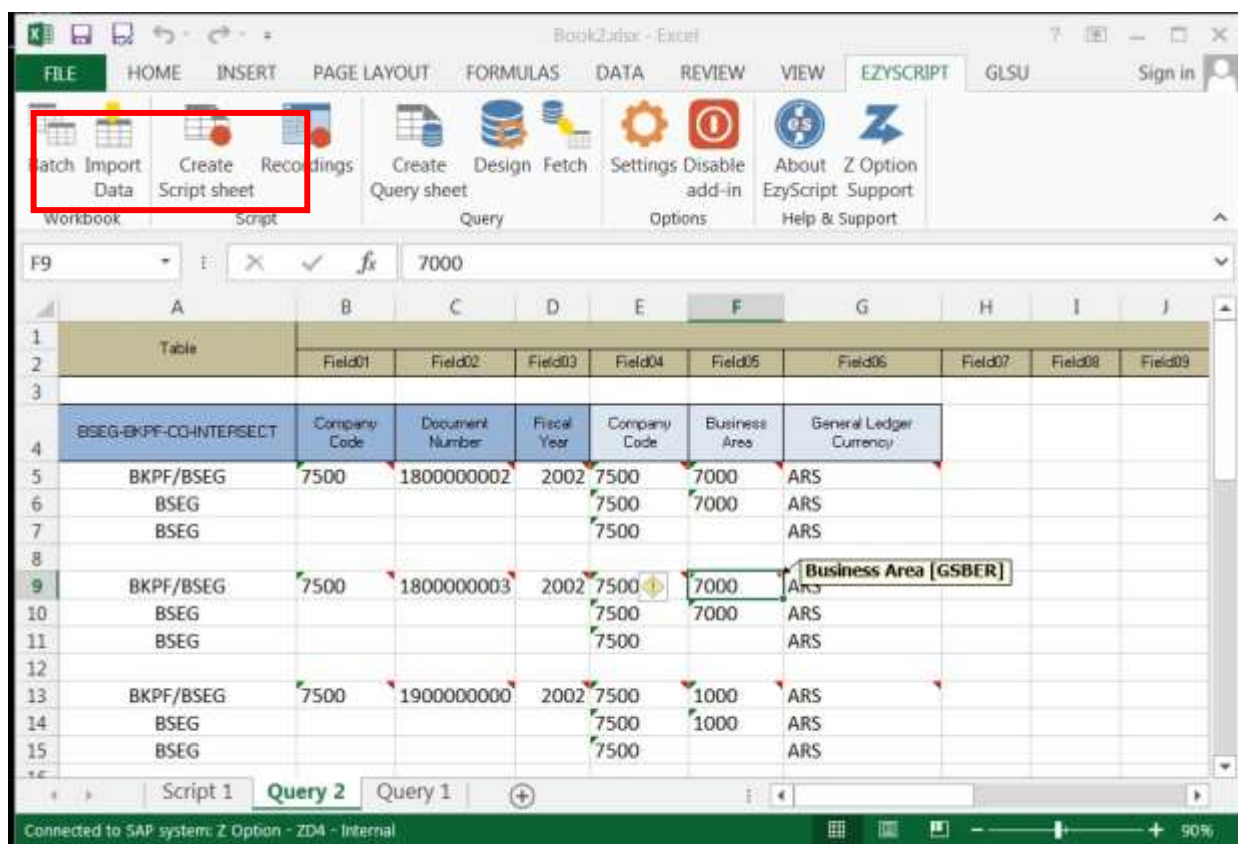 Book2.xlsx - Excel
FILE HOME INSERT PAGE LAYOUT FORMULAS DATA REVIEW VIEW EZYSCRIPT GLSU Sign in
Batch Import Create Recordings Create Design Fetch Settings Disable About Z Option
Data Script sheet Query sheet add-in EzyScript Support
Workbook Script Query Options Help & Support
F9 fx 7000
A B C D E F G H I J
1 Table
2 Field01 Field02 Field03 Field04 Field05 Field06 Field07 Field08 Field09
3
BSEG-BKPF-CO-INTERSECT Company Document Fiscal Company Business General Ledger
4 Code Number Year Code Area Currency
5 BKPF/BSEG 7500 1800000002 2002 7500 7000 ARS
6 BSEG 7500 7000 ARS
7 BSEG 7500 ARS
8
Business Area [GSBER]
9 BKPF/BSEG 7500 1800000003 2002 7500 7000 ARS
10 BSEG 7500 7000 ARS
11 BSEG 7500 ARS
12
13 BKPF/BSEG 7500 1900000000 2002 7500 1000 ARS
14 BSEG 7500 1000 ARS
15 BSEG 7500 ARS
Script 1 Query 2 Query 1
Connected to SAP system: Z Option - ZD4 - Internal 90%